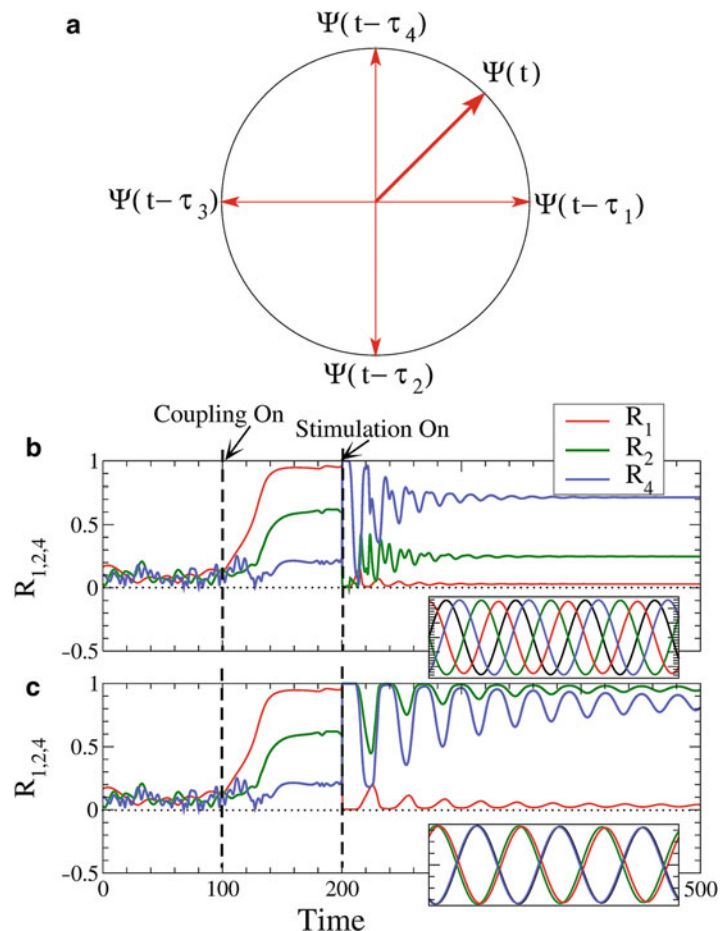 a
Ψ(t−τ4)
Ψ(t)
Ψ(t−τ3)
Ψ(t−τ1)
Ψ(t−τ2)
Coupling On
Stimulation On
R1
R2
R4
b
1
0.5
0
−0.5
R1,2,4
c
1
0.5
0
−0.5
R1,2,4
0 100 200 500
Time